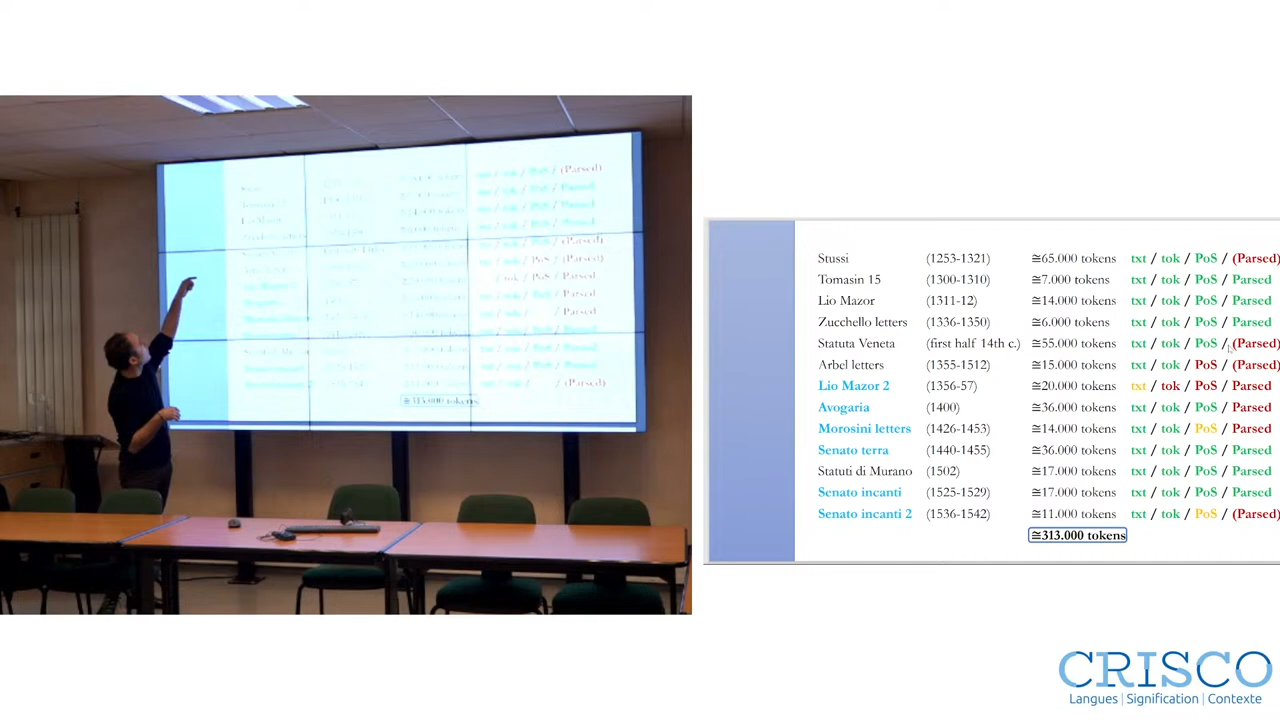 Stussi (1253-1321) ≅65.000 tokens txt / tok / PoS / (Parsed)
Tomasin 15 (1300-1310) ≅7.000 tokens txt / tok / PoS / Parsed
Lio Mazor (1311-12) ≅14.000 tokens txt / tok / PoS / Parsed
Zucchello letters (1336-1350) ≅6.000 tokens txt / tok / PoS / Parsed
Statuta Veneta (first half 14th c.) ≅55.000 tokens txt / tok / PoS / (Parsed)
Arbel letters (1355-1512) ≅15.000 tokens txt / tok / PoS / (Parsed)
Lio Mazor 2 (1356-57) ≅20.000 tokens txt / tok / PoS / Parsed
Avogaria (1400) ≅36.000 tokens txt / tok / PoS / Parsed
Morosini letters (1426-1453) ≅14.000 tokens txt / tok / PoS / Parsed
Senato terra (1440-1455) ≅36.000 tokens txt / tok / PoS / Parsed
Statuti di Murano (1502) ≅17.000 tokens txt / tok / PoS / Parsed
Senato incanti (1525-1529) ≅17.000 tokens txt / tok / PoS / Parsed
Senato incanti 2 (1536-1542) ≅11.000 tokens txt / tok / PoS / (Parsed)
≅313.000 tokens
CRISCO
Langues | Signification | Contexte